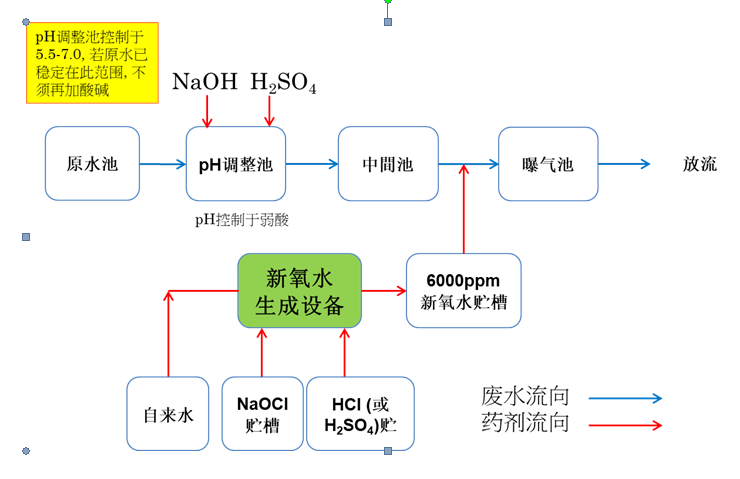 pH调整池控制于
5.5-7.0, 若原水已
稳定在此范围, 不
须再加酸碱
NaOH H₂SO₄
原水池
pH调整池
中間池
曝气池
放流
pH控制于弱酸
新氧水
生成设备
6000ppm
新氧水贮槽
自来水
NaOCl
贮槽
HCl (或
H₂SO₄)贮
废水流向
药剂流向